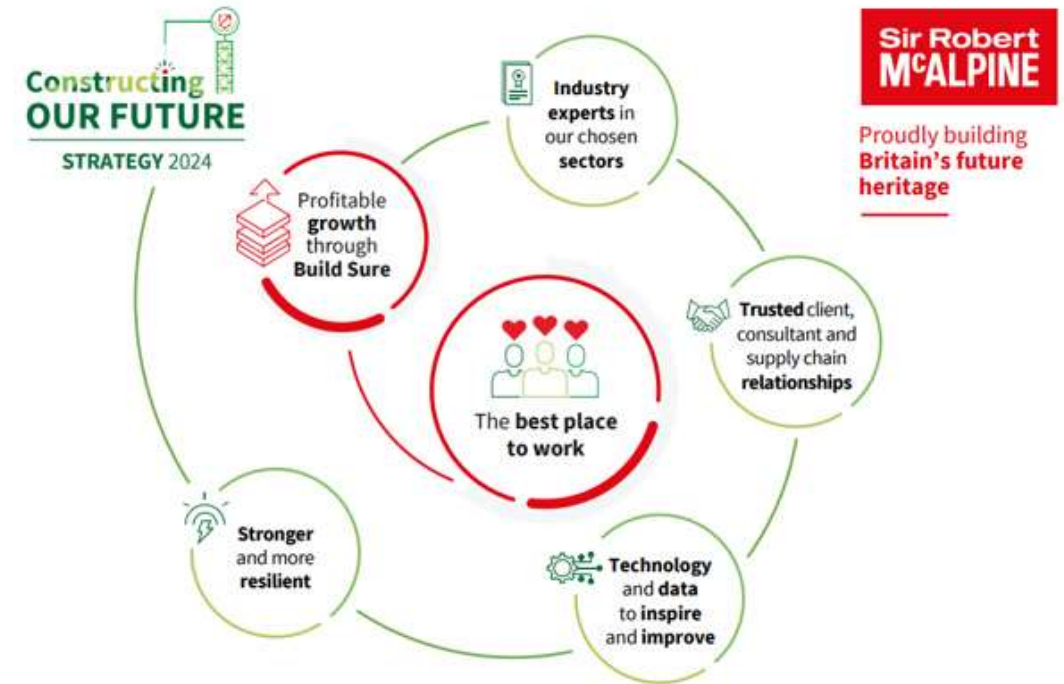 Constructing
OUR FUTURE
STRATEGY 2024
Sir Robert
McALPINE
Proudly building
Britain's future
heritage
Industry
experts in
our chosen
sectors
Profitable
growth
through
Build Sure
Trusted client,
consultant and
supply chain
relationships
The best place
to work
Stronger
and more
resilient
Technology
and data
to inspire
and improve